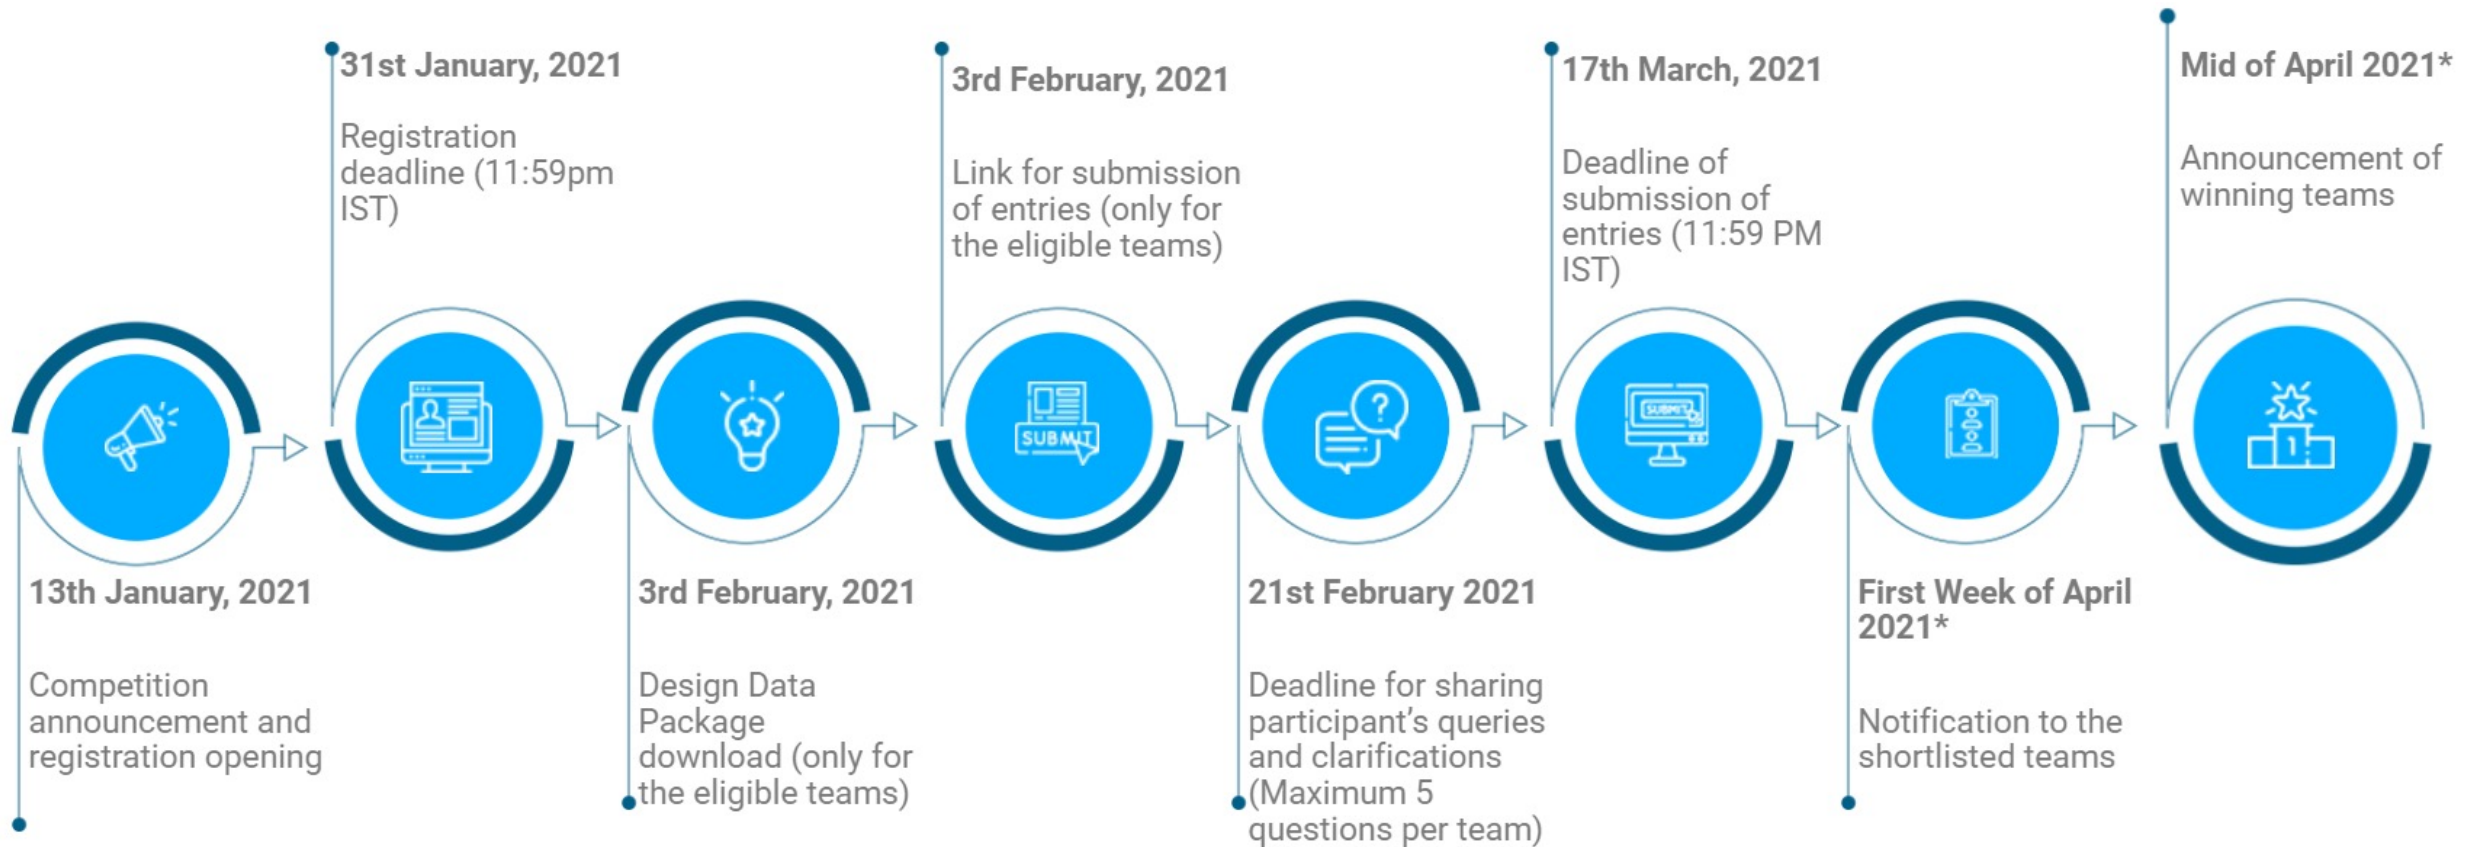 13th January, 2021
Competition
announcement and
registration opening
31st January, 2021
Registration
deadline (11:59pm
IST)
3rd February, 2021
Design Data
Package
download (only for
the eligible teams)
3rd February, 2021
Link for submission
of entries (only for
the eligible teams)
SUBMIT
21st February 2021
Deadline for sharing
participant’s queries
and clarifications
(Maximum 5
questions per team)
?
17th March, 2021
Deadline of
submission of
entries (11:59 PM
IST)
SUBMIT
First Week of April
2021*
Notification to the
shortlisted teams
Mid of April 2021*
Announcement of
winning teams
1